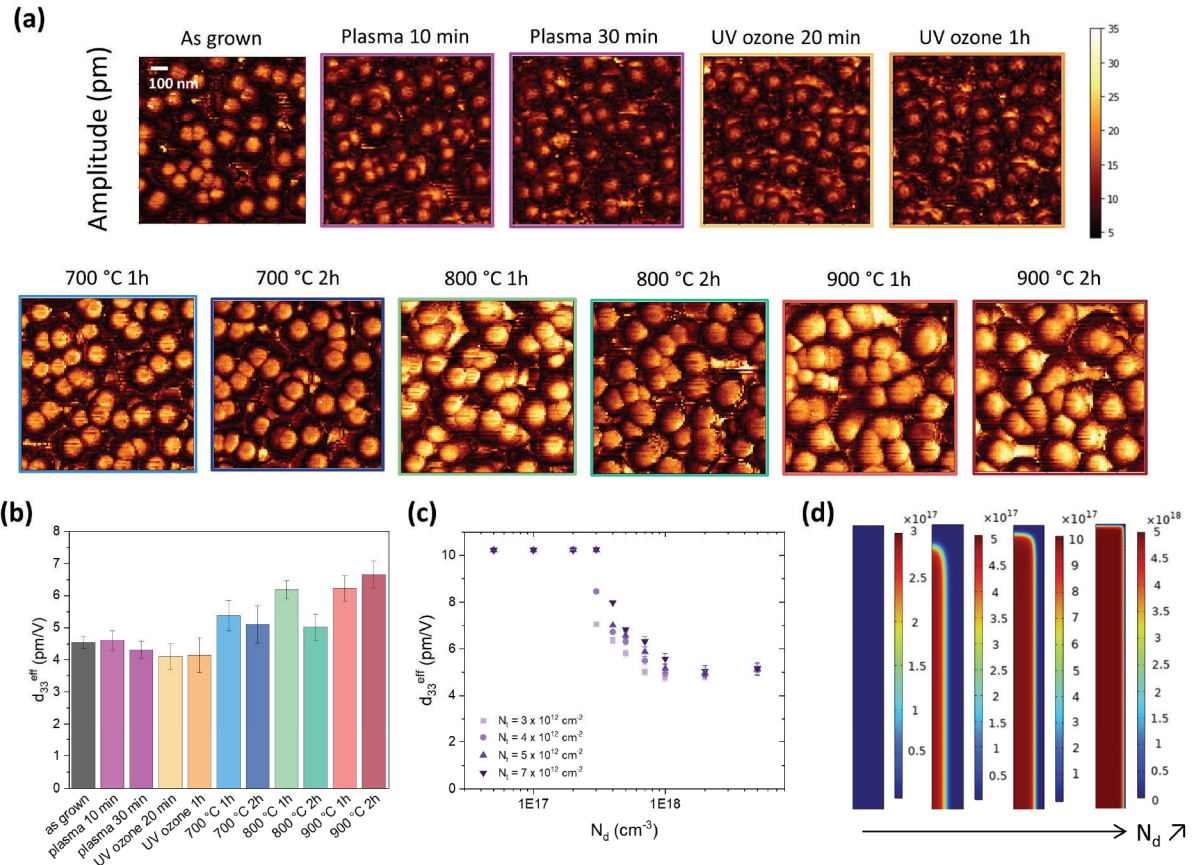 (a)
As grown
Plasma 10 min
Plasma 30 min
UV ozone 20 min
UV ozone 1h
Amplitude (pm)
100 nm
35
30
25
20
15
10
5
700 °C 1h
700 °C 2h
800 °C 1h
800 °C 2h
900 °C 1h
900 °C 2h
(b)
d33eff (pm/V)
8
7
6
5
4
3
2
1
0
as grown
plasma 10 min
plasma 30 min
UV ozone 20 min
UV ozone 1h
700 °C 1h
700 °C 2h
800 °C 1h
800 °C 2h
900 °C 1h
900 °C 2h
(c)
d33eff (pm/V)
10
8
6
4
2
0
Nt = 3 x 10^12 cm^-2
Nt = 4 x 10^12 cm^-2
Nt = 5 x 10^12 cm^-2
Nt = 7 x 10^12 cm^-2
1E17
1E18
Nd (cm^-3)
(d)
×10^17
3
2.5
2
1.5
1
0.5
×10^17
5
4.5
4
3.5
3
2.5
2
1.5
1
0.5
×10^17
10
9
8
7
6
5
4
3
2
1
×10^18
5
4.5
4
3.5
3
2.5
2
1.5
1
0.5
0
Nd ↗